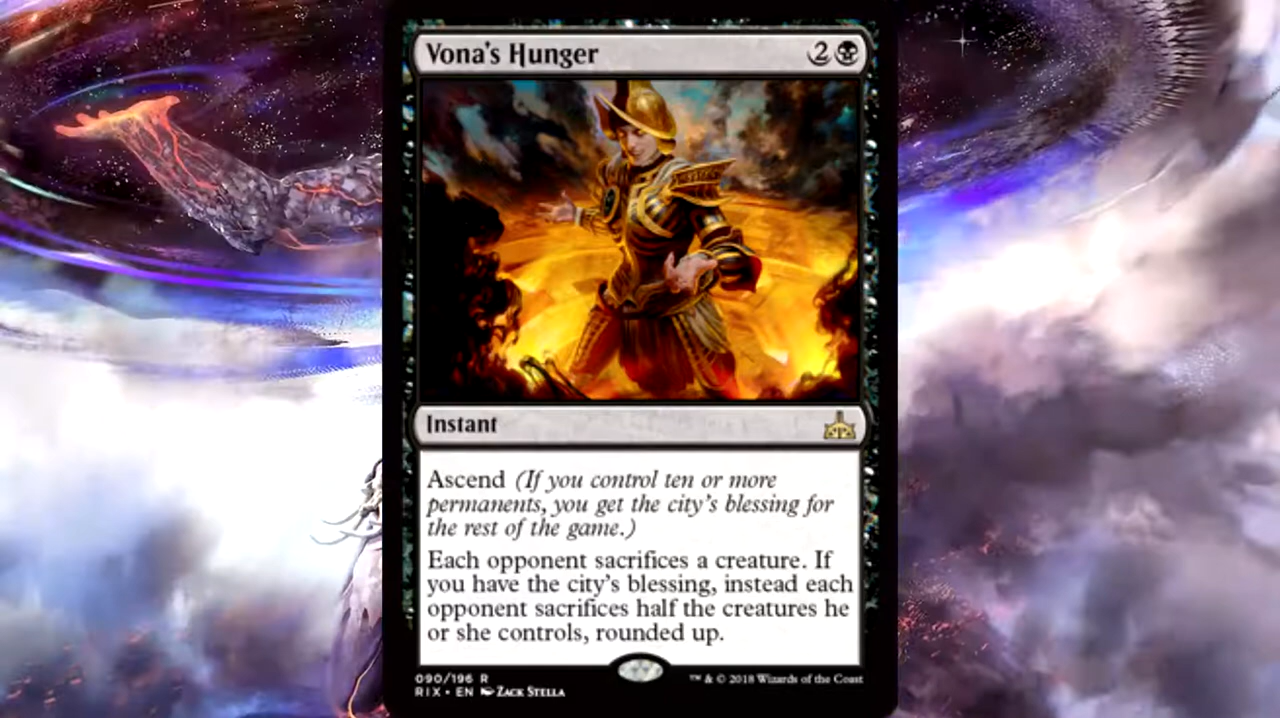 Vona's Hunger 2
Instant
Ascend (If you control ten or more
permanents, you get the city's blessing for
the rest of the game.)
Each opponent sacrifices a creature. If
you have the city's blessing, instead each
opponent sacrifices half the creatures he
or she controls, rounded up.
090/196 R
RIX • EN Zack Stella
™ & © 2018 Wizards of the Coast